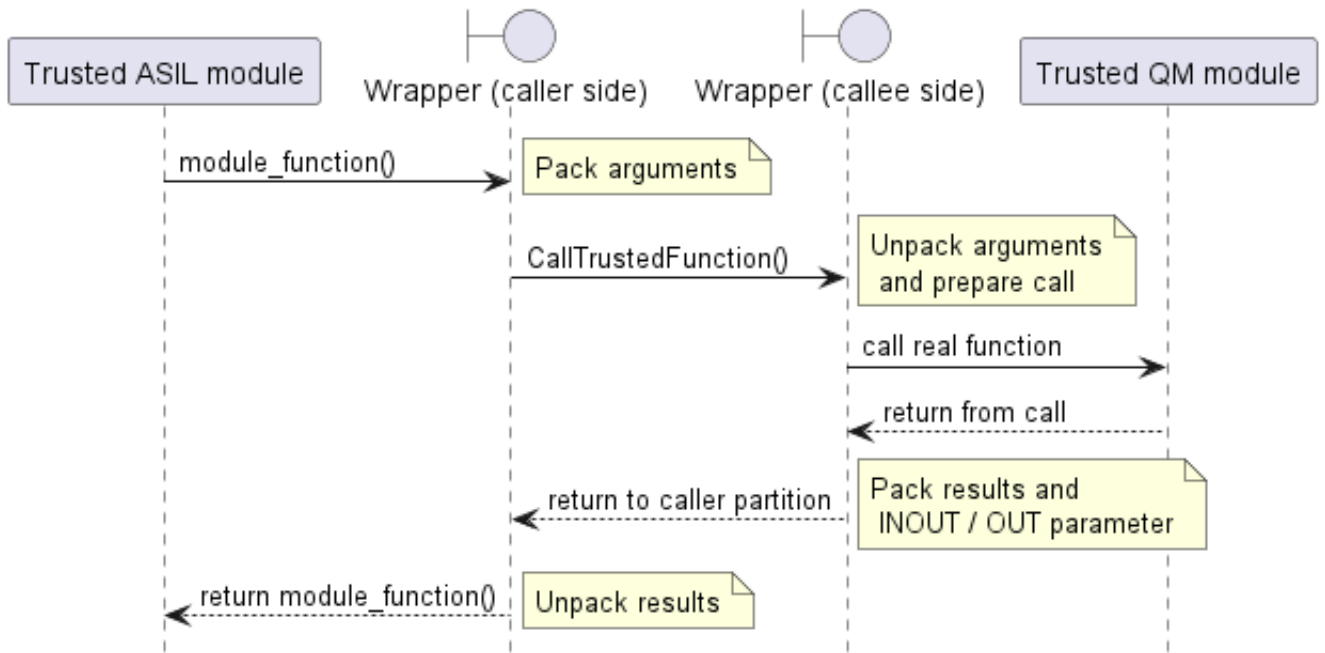 Trusted ASIL module
Wrapper (caller side)
Wrapper (callee side)
Trusted QM module
module_function()
Pack arguments
CallTrustedFunction()
Unpack arguments
and prepare call
call real function
return from call
return to caller partition
Pack results and
INOUT / OUT parameter
return module_function()
Unpack results